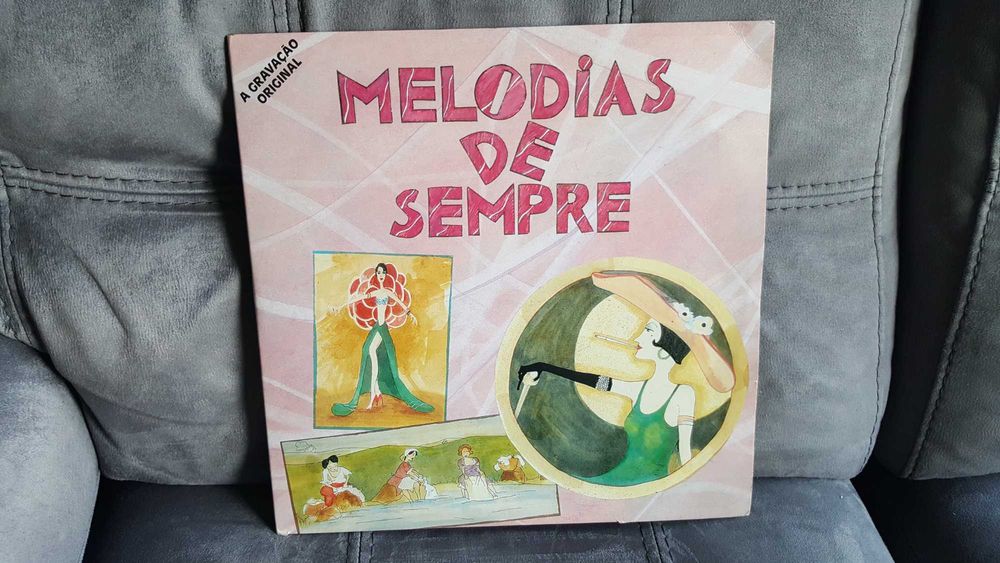 A GRAVAÇÃO
ORIGINAL
MELODiAS
DE
SEMPRE